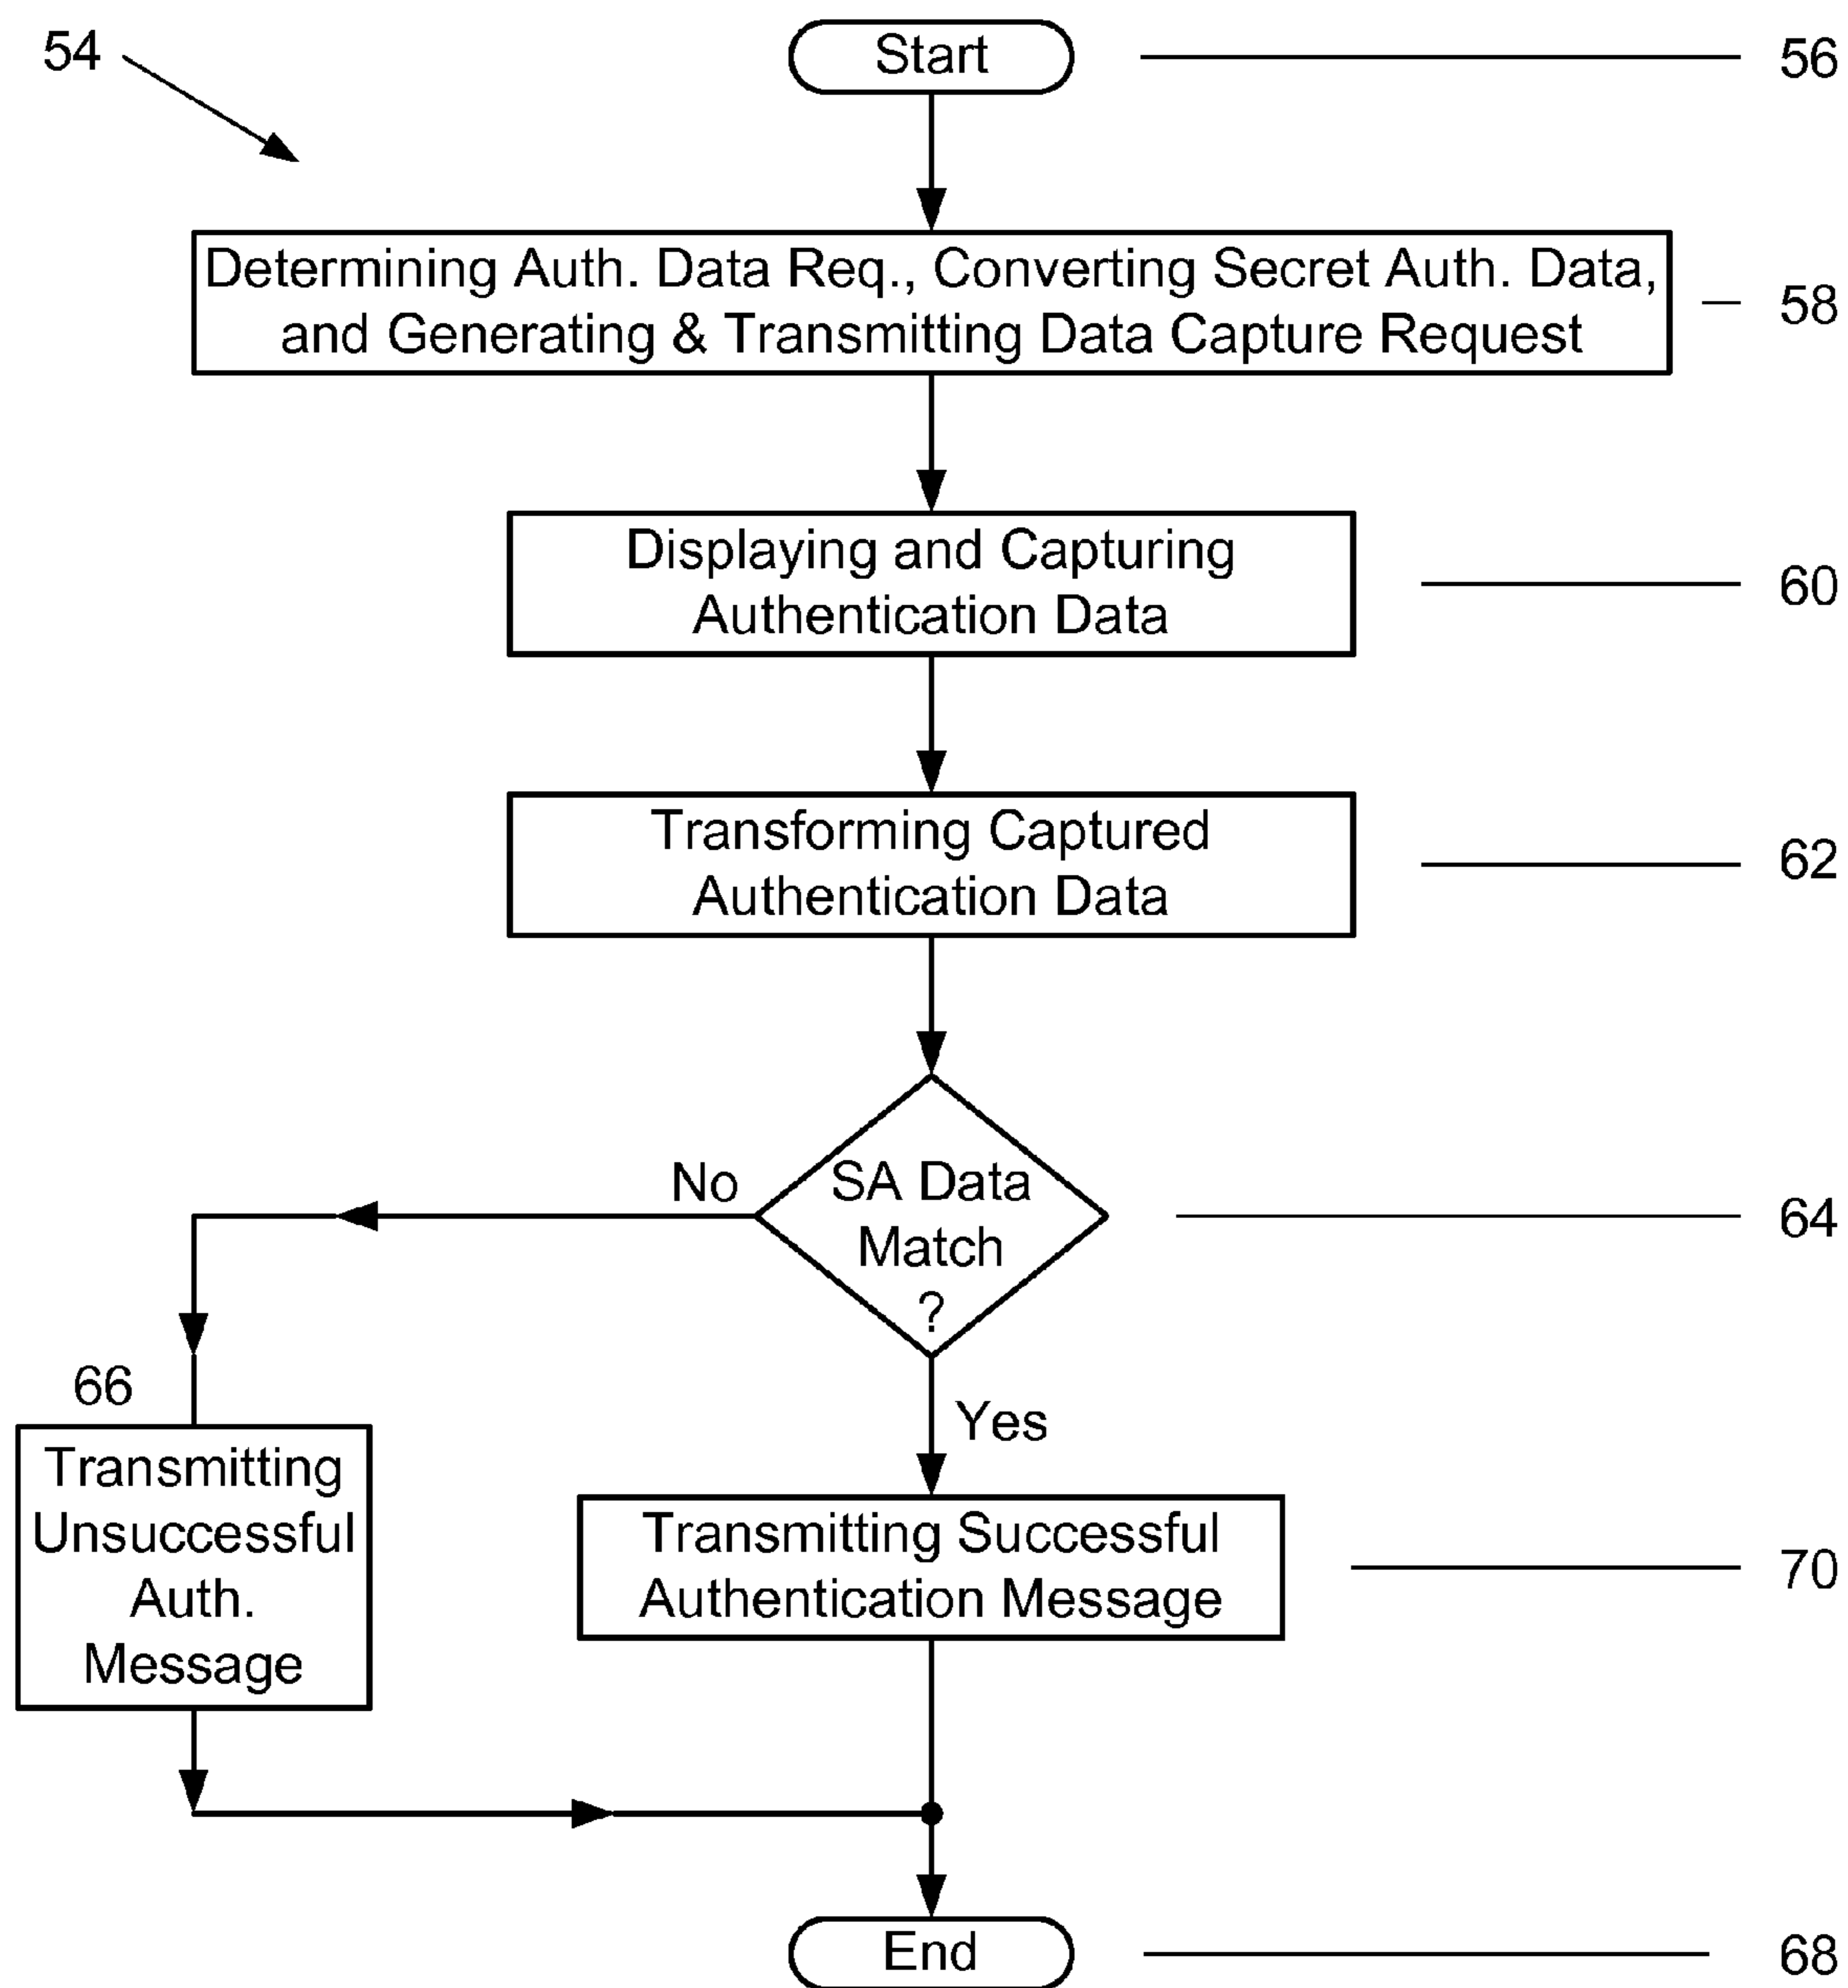 54
Start
56
Determining Auth. Data Req., Converting Secret Auth. Data,
and Generating & Transmitting Data Capture Request
58
Displaying and Capturing
Authentication Data
60
Transforming Captured
Authentication Data
62
No
SA Data
Match
?
64
66
Yes
Transmitting
Unsuccessful
Auth.
Message
Transmitting Successful
Authentication Message
70
End
68